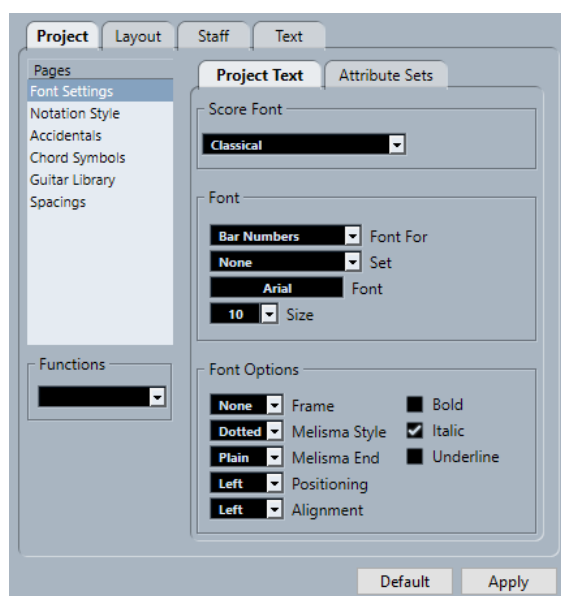 Project Layout Staff Text
Pages
Font Settings
Notation Style
Accidentals
Chord Symbols
Guitar Library
Spacings
Functions
Project Text Attribute Sets
Score Font
Classical
Font
Bar Numbers Font For
None Set
Arial Font
10 Size
Font Options
None Frame Bold
Dotted Melisma Style Italic
Plain Melisma End Underline
Left Positioning
Left Alignment
Default Apply